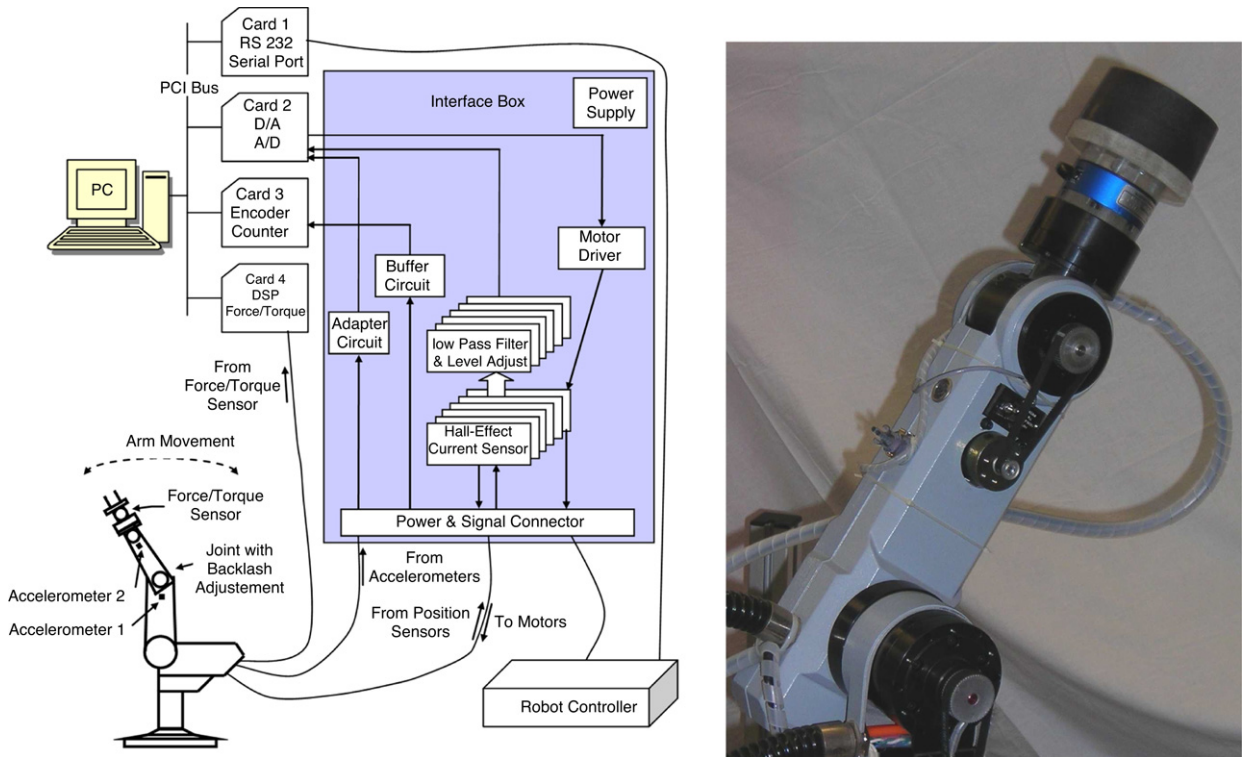 Card 1
RS 232
Serial Port
PCI Bus
Card 2
D/A
A/D
PC
Card 3
Encoder
Counter
Card 4
DSP
Force/Torque
Interface Box
Power
Supply
Motor
Driver
Buffer
Circuit
Adapter
Circuit
low Pass Filter
& Level Adjust
Hall-Effect
Current Sensor
Power & Signal Connector
From
Force/Torque
Sensor
Arm Movement
Force/Torque
Sensor
Joint with
Backlash
Adjustement
Accelerometer 2
Accelerometer 1
From
Accelerometers
From Position
Sensors
To Motors
Robot Controller